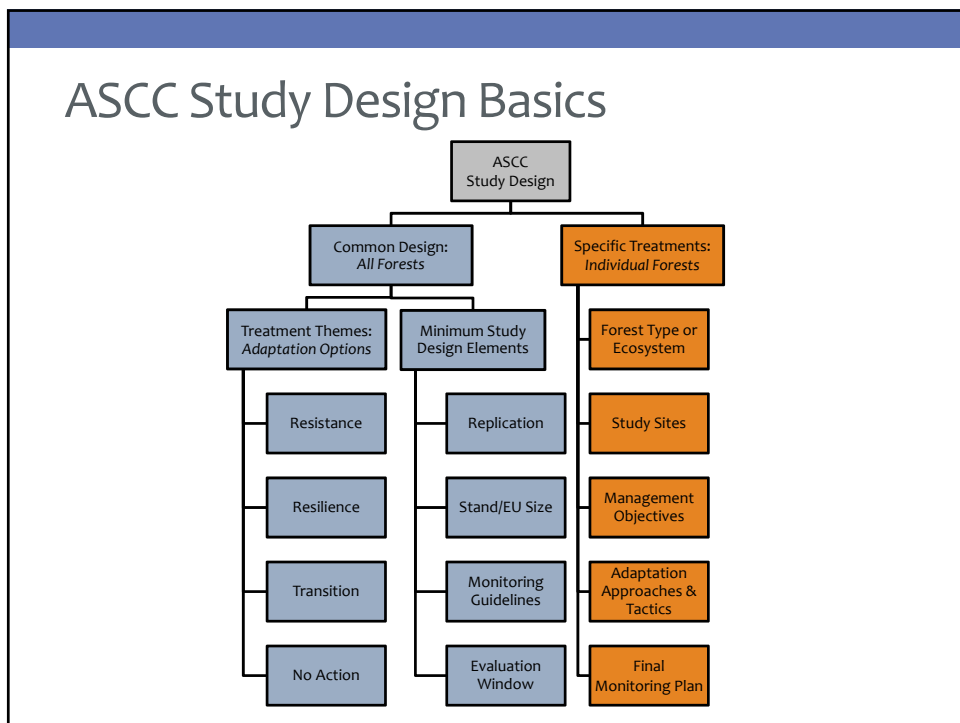 ASCC Study Design Basics
ASCC
Study Design
Common Design:
All Forests
Specific Treatments:
Individual Forests
Treatment Themes:
Adaptation Options
Minimum Study
Design Elements
Forest Type or
Ecosystem
Resistance
Replication
Study Sites
Resilience
Stand/EU Size
Management
Objectives
Transition
Monitoring
Guidelines
Adaptation
Approaches &
Tactics
No Action
Evaluation
Window
Final
Monitoring Plan